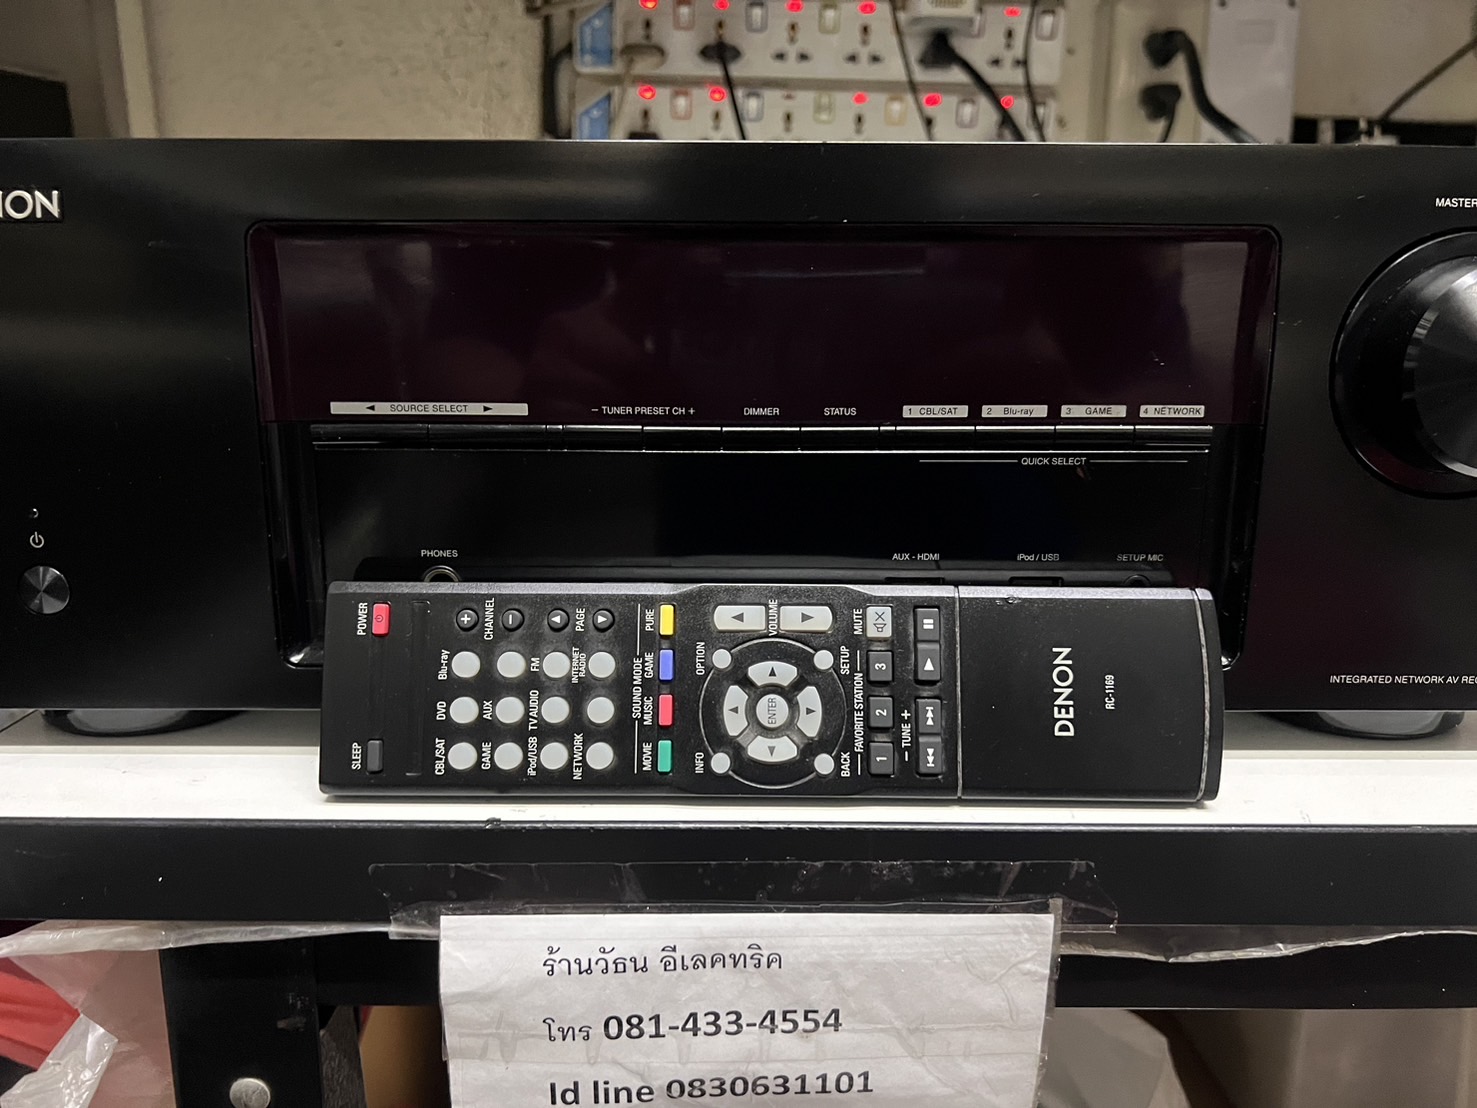 NON
MASTER
◄ SOURCE SELECT ►
− TUNER PRESET CH +
DIMMER
STATUS
1 CBL/SAT
2 Blu-ray
3 GAME
4 NETWORK
QUICK SELECT
PHONES
AUX - HDMI
iPod / USB
SETUP MIC
INTEGRATED NETWORK AV REC
POWER
SLEEP
CHANNEL
PAGE
Blu-ray
FM
INTERNET RADIO
DVD
AUX
TV AUDIO
CBL/SAT
GAME
iPod/USB
NETWORK
SOUND MODE
MOVIE
MUSIC
GAME
PURE
VOLUME
MUTE
OPTION
SETUP
INFO
BACK
ENTER
FAVORITE STATION
1
2
3
− TUNE +
DENON
RC-1169
ร้านวัธน อีเลคทริค
โทร 081-433-4554
Id line 0830631101